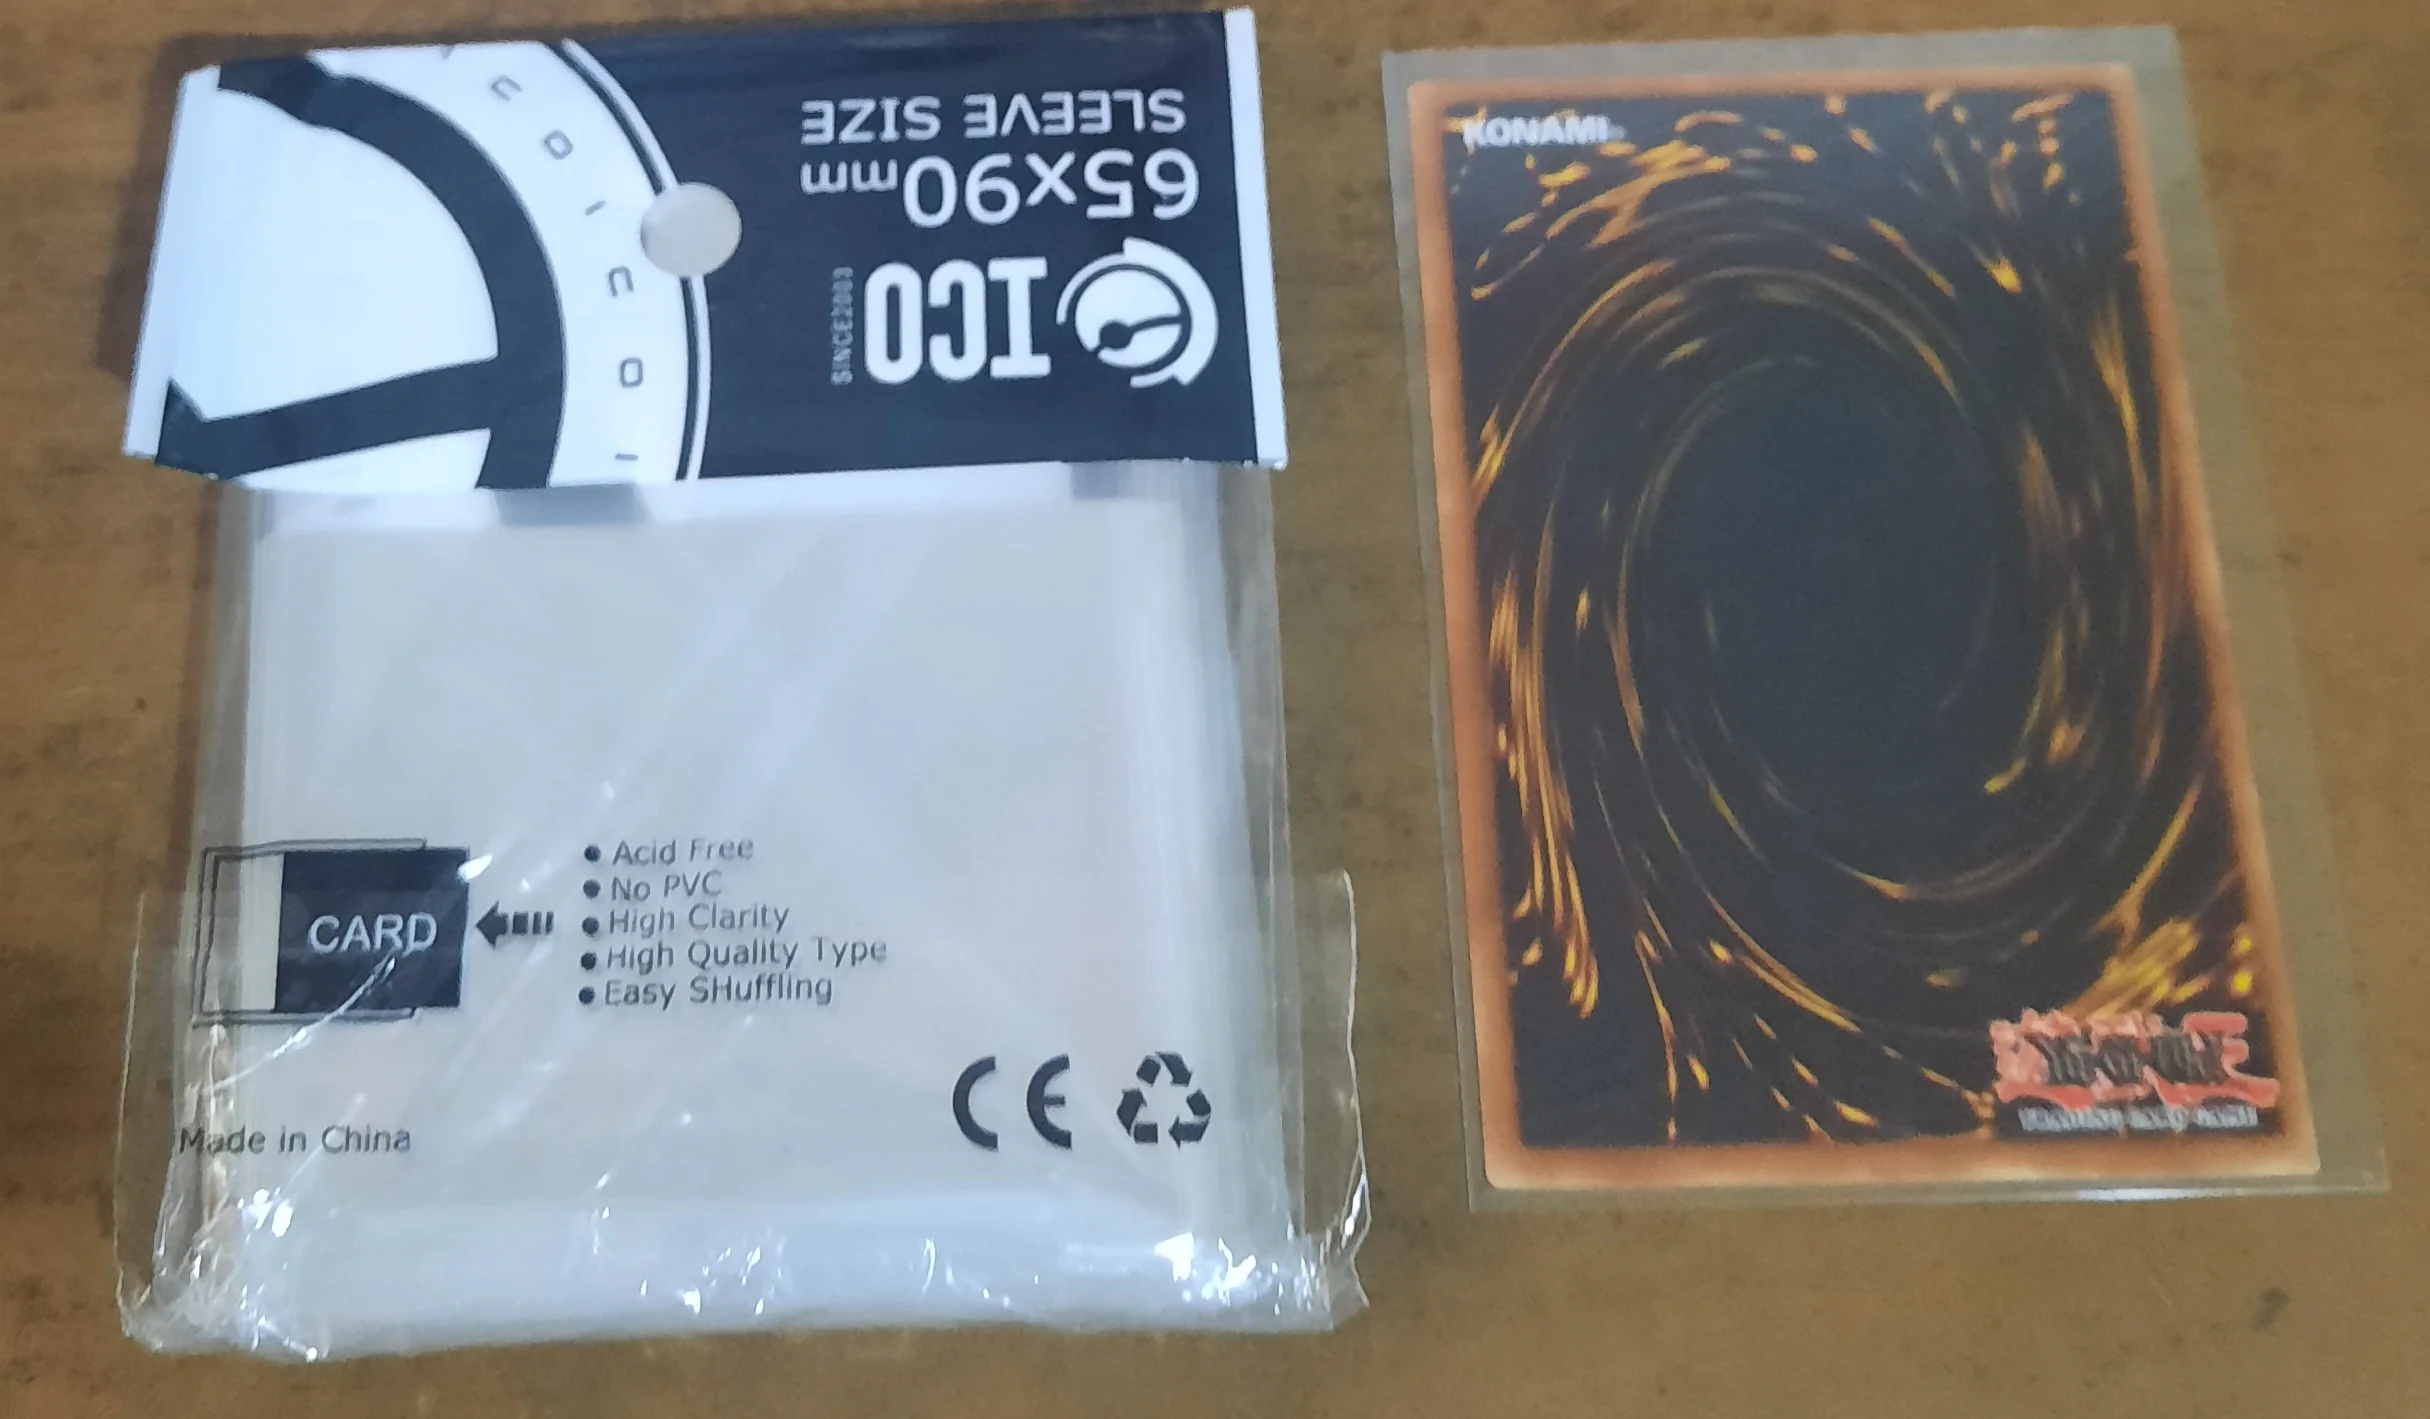 SLEEVE SIZE
65x90mm
ICO
SINCE2003
CARD
• Acid Free
• No PVC
• High Clarity
• High Quality Type
• Easy SHuffling
Made in China
CE
KONAMI